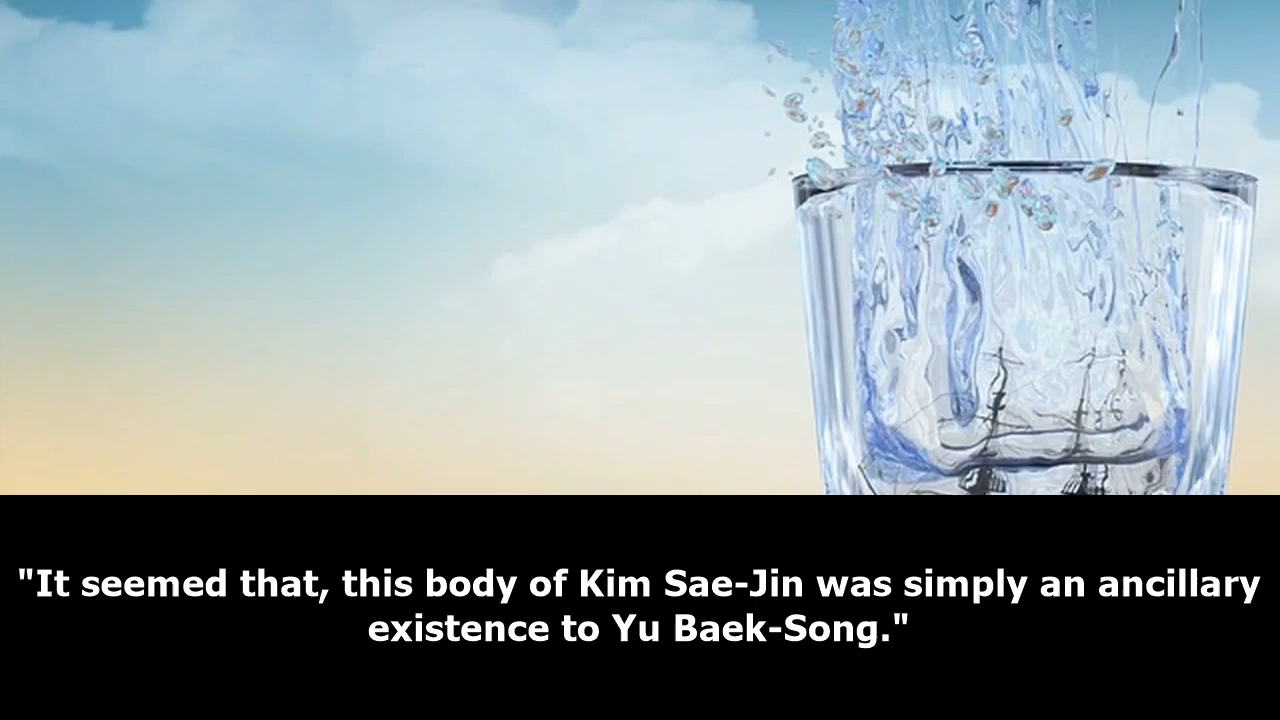 "It seemed that, this body of Kim Sae-Jin was simply an ancillary
existence to Yu Baek-Song."